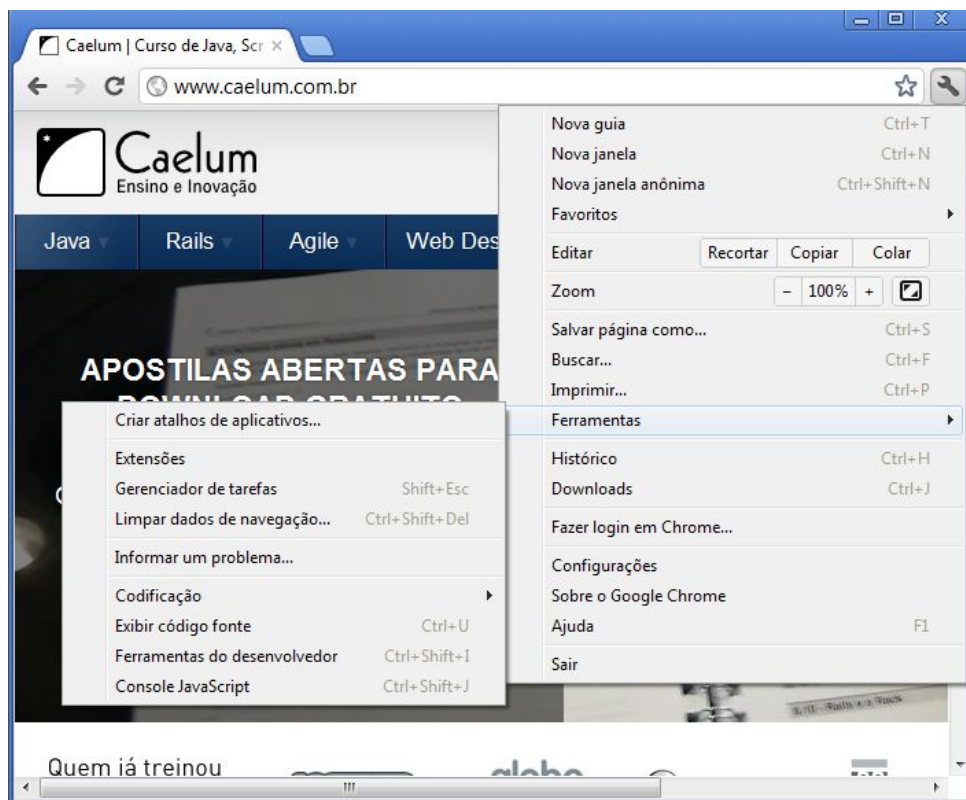 Caelum | Curso de Java, Scr
www.caelum.com.br
Caelum
Ensino e Inovação
Java
Rails
Agile
Web Des
APOSTILAS ABERTAS PARA
Nova guia Ctrl+T
Nova janela Ctrl+N
Nova janela anônima Ctrl+Shift+N
Favoritos
Editar Recortar Copiar Colar
Zoom - 100% +
Salvar página como... Ctrl+S
Buscar... Ctrl+F
Imprimir... Ctrl+P
Ferramentas
Histórico Ctrl+H
Downloads Ctrl+J
Fazer login em Chrome...
Configurações
Sobre o Google Chrome
Ajuda F1
Sair
Criar atalhos de aplicativos...
Extensões
Gerenciador de tarefas Shift+Esc
Limpar dados de navegação... Ctrl+Shift+Del
Informar um problema...
Codificação
Exibir código fonte Ctrl+U
Ferramentas do desenvolvedor Ctrl+Shift+I
Console JavaScript Ctrl+Shift+J
Quem já treinou
globo